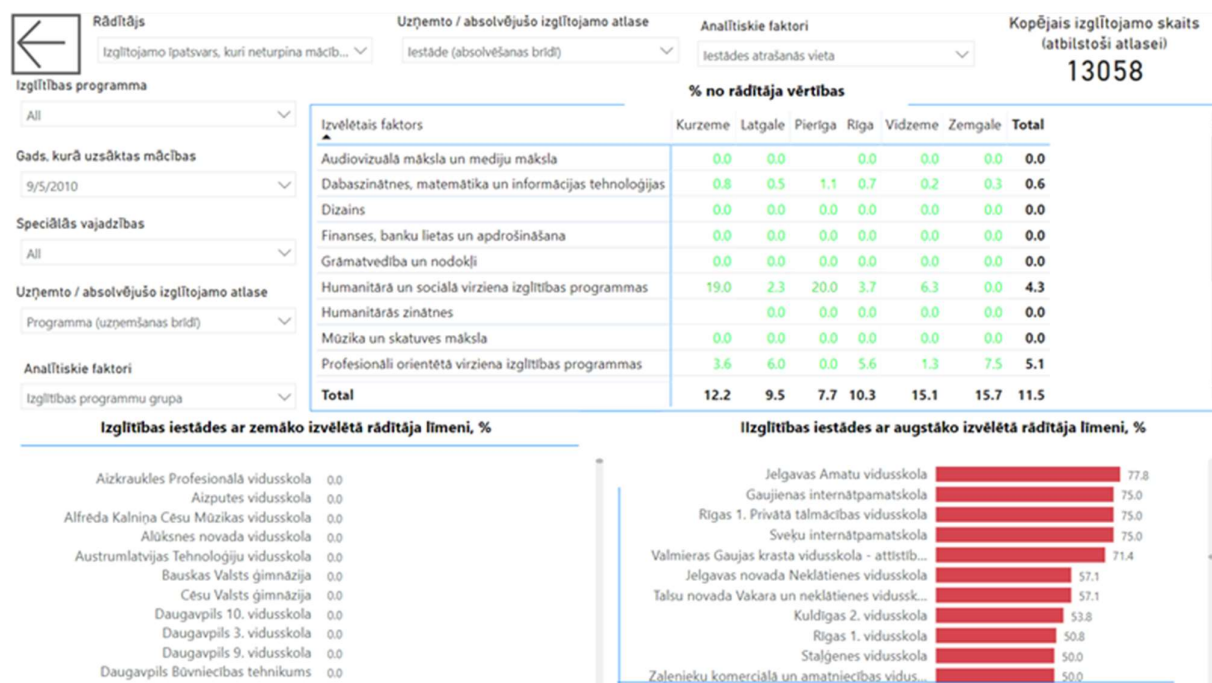 Rādītājs
Izglītojamo īpatsvars, kuri neturpina mācīb...
Uzņemto / absolvējušo izglītojamo atlase
Iestāde (absolvēšanas brīdī)
Analītiskie faktori
Iestādes atrašanās vieta
Kopējais izglītojamo skaits
(atbilstoši atlasei)
13058
Izglītības programma
All
Gads, kurā uzsāktas mācības
9/5/2010
Speciālās vajadzības
All
Uzņemto / absolvējušo izglītojamo atlase
Programma (uzņemšanas brīdī)
Analītiskie faktori
Izglītības programmu grupa
% no rādītāja vērtības
Izvēlētais faktors Kurzeme Latgale Pierīga Rīga Vidzeme Zemgale Total
Audiovizuālā māksla un mediju māksla 0.0 0.0 0.0 0.0 0.0 0.0
Dabaszinātnes, matemātika un informācijas tehnoloģijas 0.8 0.5 1.1 0.7 0.2 0.3 0.6
Dizains 0.0 0.0 0.0 0.0 0.0 0.0 0.0
Finanses, banku lietas un apdrošināšana 0.0 0.0 0.0 0.0 0.0 0.0 0.0
Grāmatvedība un nodokļi 0.0 0.0 0.0 0.0 0.0 0.0 0.0
Humanitārā un sociālā virziena izglītības programmas 19.0 2.3 20.0 3.7 6.3 0.0 4.3
Humanitārās zinātnes 0.0 0.0 0.0 0.0 0.0 0.0
Mūzika un skatuves māksla 0.0 0.0 0.0 0.0 0.0 0.0 0.0
Profesionāli orientētā virziena izglītības programmas 3.6 6.0 0.0 5.6 1.3 7.5 5.1
Total 12.2 9.5 7.7 10.3 15.1 15.7 11.5
Izglītības iestādes ar zemāko izvēlētā rādītāja līmeni, %
Aizkraukles Profesionālā vidusskola 0.0
Aizputes vidusskola 0.0
Alfrēda Kalniņa Cēsu Mūzikas vidusskola 0.0
Alūksnes novada vidusskola 0.0
Austrumlatvijas Tehnoloģiju vidusskola 0.0
Bauskas Valsts ģimnāzija 0.0
Cēsu Valsts ģimnāzija 0.0
Daugavpils 10. vidusskola 0.0
Daugavpils 3. vidusskola 0.0
Daugavpils 9. vidusskola 0.0
Daugavpils Būvniecības tehnikums 0.0
IIzglītības iestādes ar augstāko izvēlētā rādītāja līmeni, %
Jelgavas Amatu vidusskola 77.8
Gaujienas internātpamatskola 75.0
Rīgas 1. Privātā tālmācības vidusskola 75.0
Sveķu internātpamatskola 75.0
Valmieras Gaujas krasta vidusskola - attīstīb... 71.4
Jelgavas novada Neklātienes vidusskola 57.1
Talsu novada Vakara un neklātienes vidussk... 57.1
Kuldīgas 2. vidusskola 53.8
Rīgas 1. vidusskola 50.8
Staļģenes vidusskola 50.0
Zaļenieku komerciālā un amatniecības vidus... 50.0